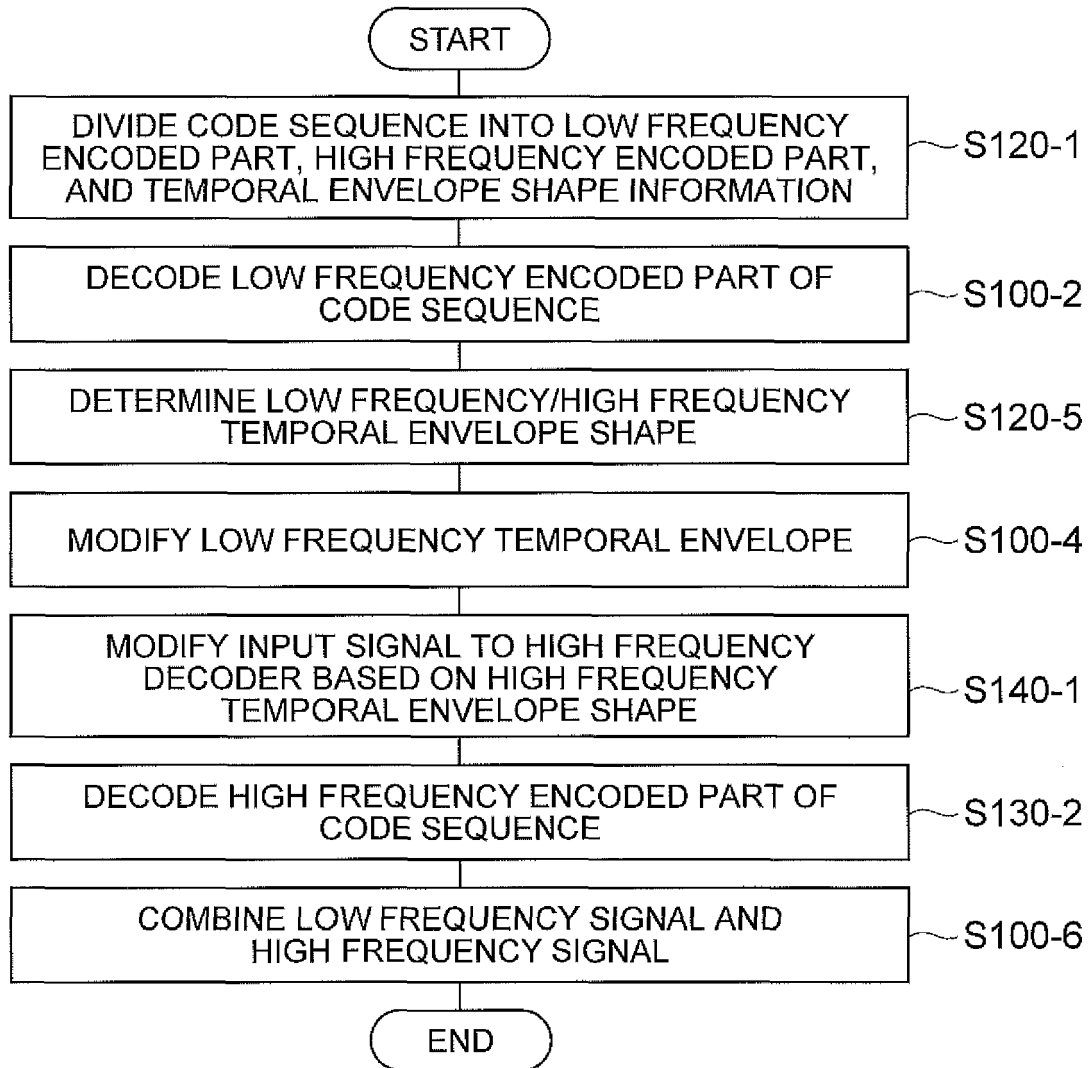 START
DIVIDE CODE SEQUENCE INTO LOW FREQUENCY
ENCODED PART, HIGH FREQUENCY ENCODED PART,
AND TEMPORAL ENVELOPE SHAPE INFORMATION
S120-1
DECODE LOW FREQUENCY ENCODED PART OF
CODE SEQUENCE
S100-2
DETERMINE LOW FREQUENCY/HIGH FREQUENCY
TEMPORAL ENVELOPE SHAPE
S120-5
MODIFY LOW FREQUENCY TEMPORAL ENVELOPE
S100-4
MODIFY INPUT SIGNAL TO HIGH FREQUENCY
DECODER BASED ON HIGH FREQUENCY
TEMPORAL ENVELOPE SHAPE
S140-1
DECODE HIGH FREQUENCY ENCODED PART OF
CODE SEQUENCE
S130-2
COMBINE LOW FREQUENCY SIGNAL AND
HIGH FREQUENCY SIGNAL
S100-6
END